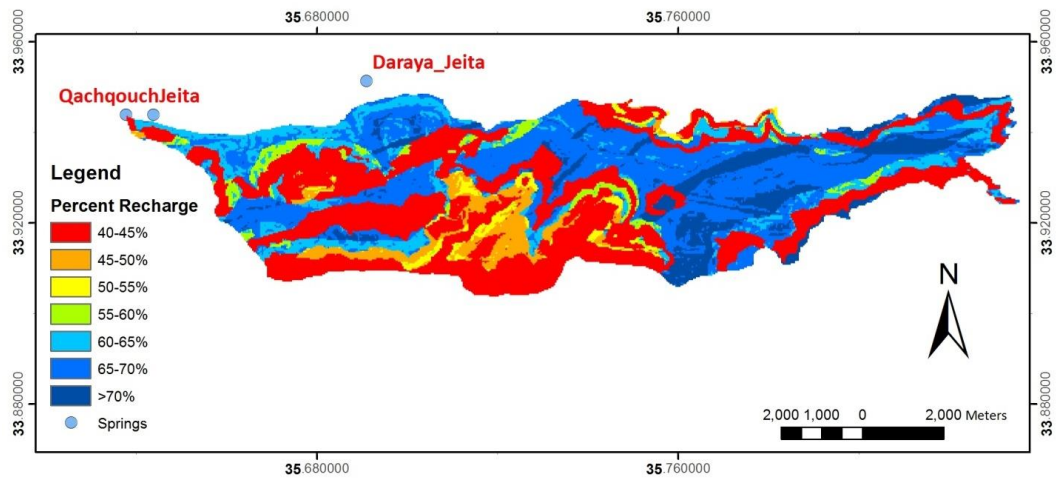 35.680000 35.760000
33.960000 33.960000
Daraya_Jeita
QachqouchJeita
Legend
Percent Recharge
40-45%
45-50%
50-55%
55-60%
60-65%
65-70%
>70%
Springs
33.920000 33.920000
N
33.880000 33.880000
2,000 1,000 0 2,000 Meters
35.680000 35.760000